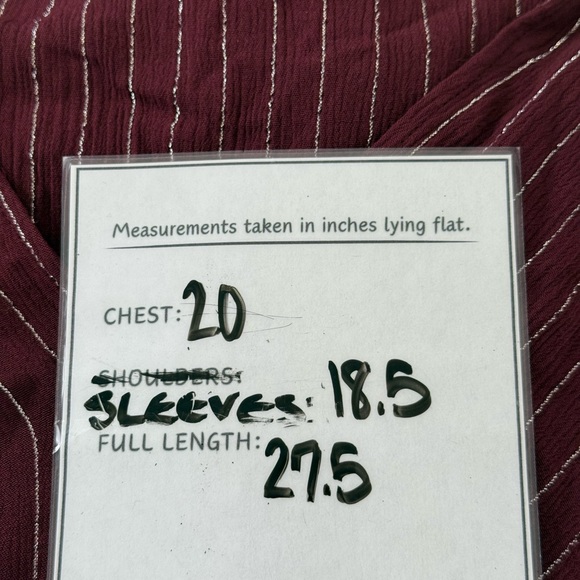 Measurements taken in inches lying flat.
CHEST: 20
SHOULDERS:
SLEEVES: 18.5
FULL LENGTH: 27.5